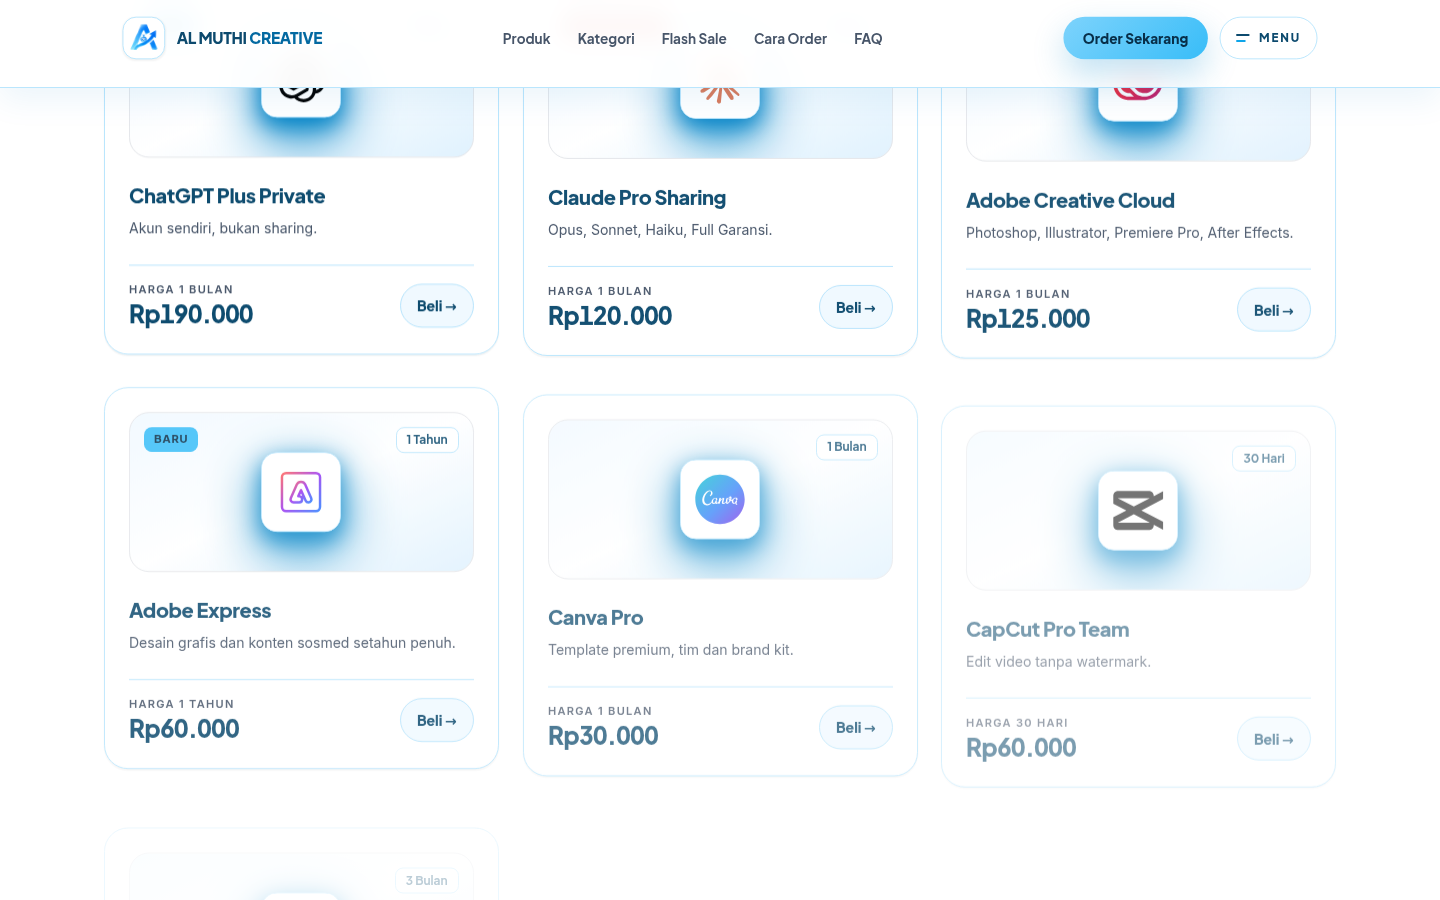 AL MUTHI CREATIVE
Produk
Kategori
Flash Sale
Cara Order
FAQ
Order Sekarang
MENU
ChatGPT Plus Private
Akun sendiri, bukan sharing.
HARGA 1 BULAN
Rp190.000
Beli →
Claude Pro Sharing
Opus, Sonnet, Haiku, Full Garansi.
HARGA 1 BULAN
Rp120.000
Beli →
Adobe Creative Cloud
Photoshop, Illustrator, Premiere Pro, After Effects.
HARGA 1 BULAN
Rp125.000
Beli →
BARU
1 Tahun
Adobe Express
Desain grafis dan konten sosmed setahun penuh.
HARGA 1 TAHUN
Rp60.000
Beli →
1 Bulan
Canva
Canva Pro
Template premium, tim dan brand kit.
HARGA 1 BULAN
Rp30.000
Beli →
30 Hari
CapCut Pro Team
Edit video tanpa watermark.
HARGA 30 HARI
Rp60.000
Beli →
3 Bulan